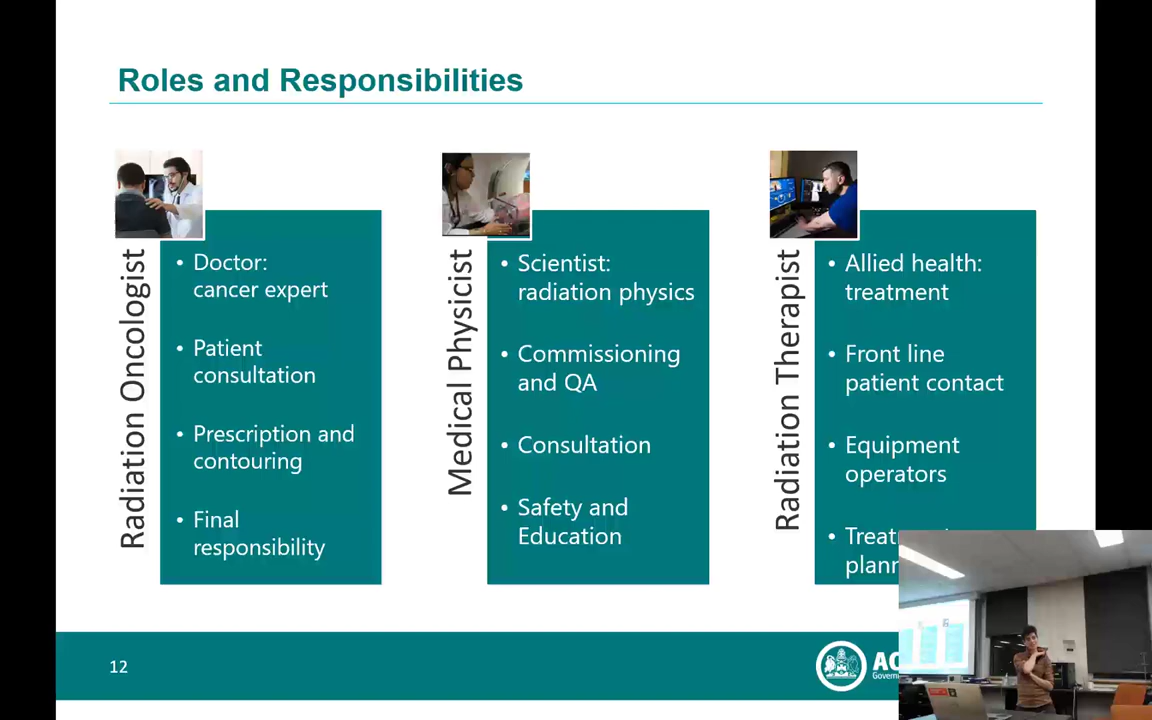 Roles and Responsibilities
Radiation Oncologist
• Doctor:
cancer expert
• Patient
consultation
• Prescription and
contouring
• Final
responsibility
Medical Physicist
• Scientist:
radiation physics
• Commissioning
and QA
• Consultation
• Safety and
Education
Radiation Therapist
• Allied health:
treatment
• Front line
patient contact
• Equipment
operators
•
12